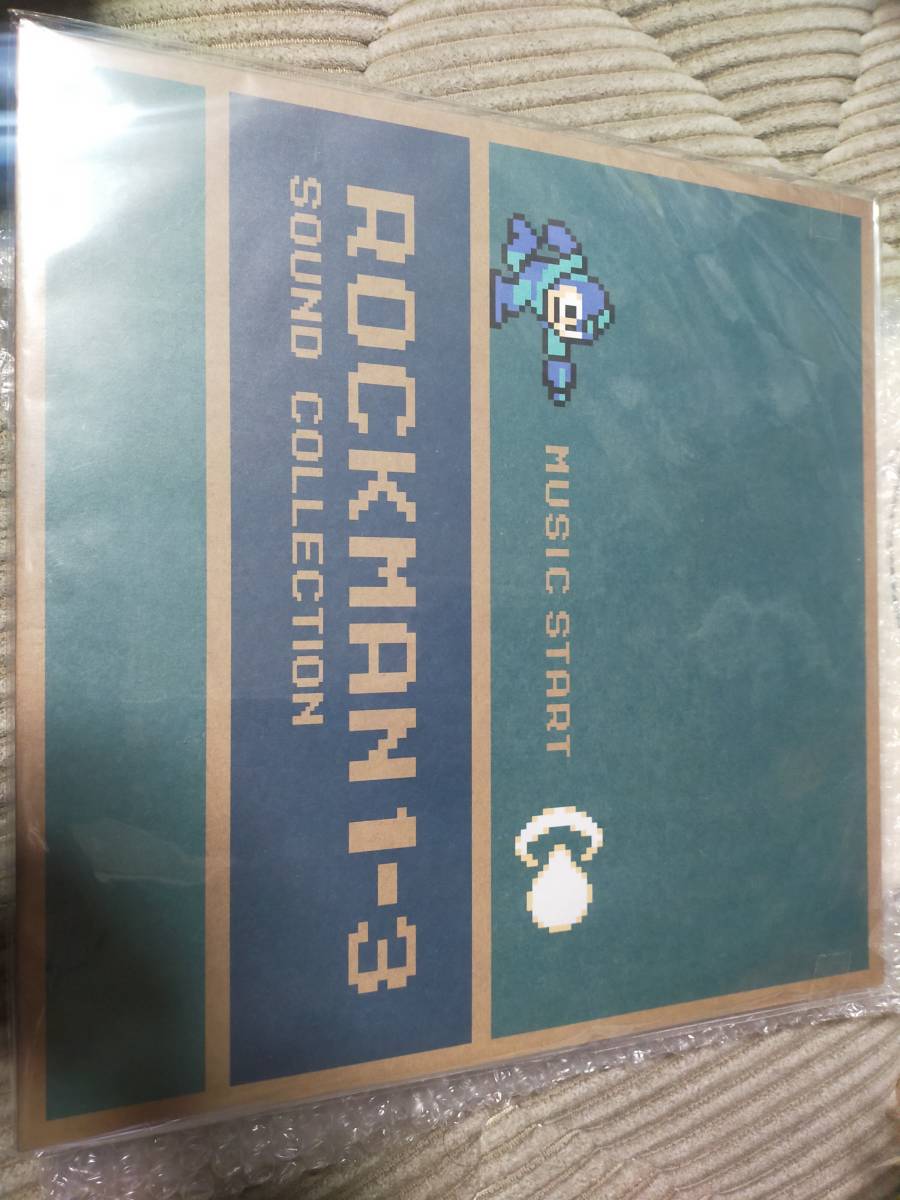 MUSIC START
ROCKMAN 1-3
SOUND COLLECTION